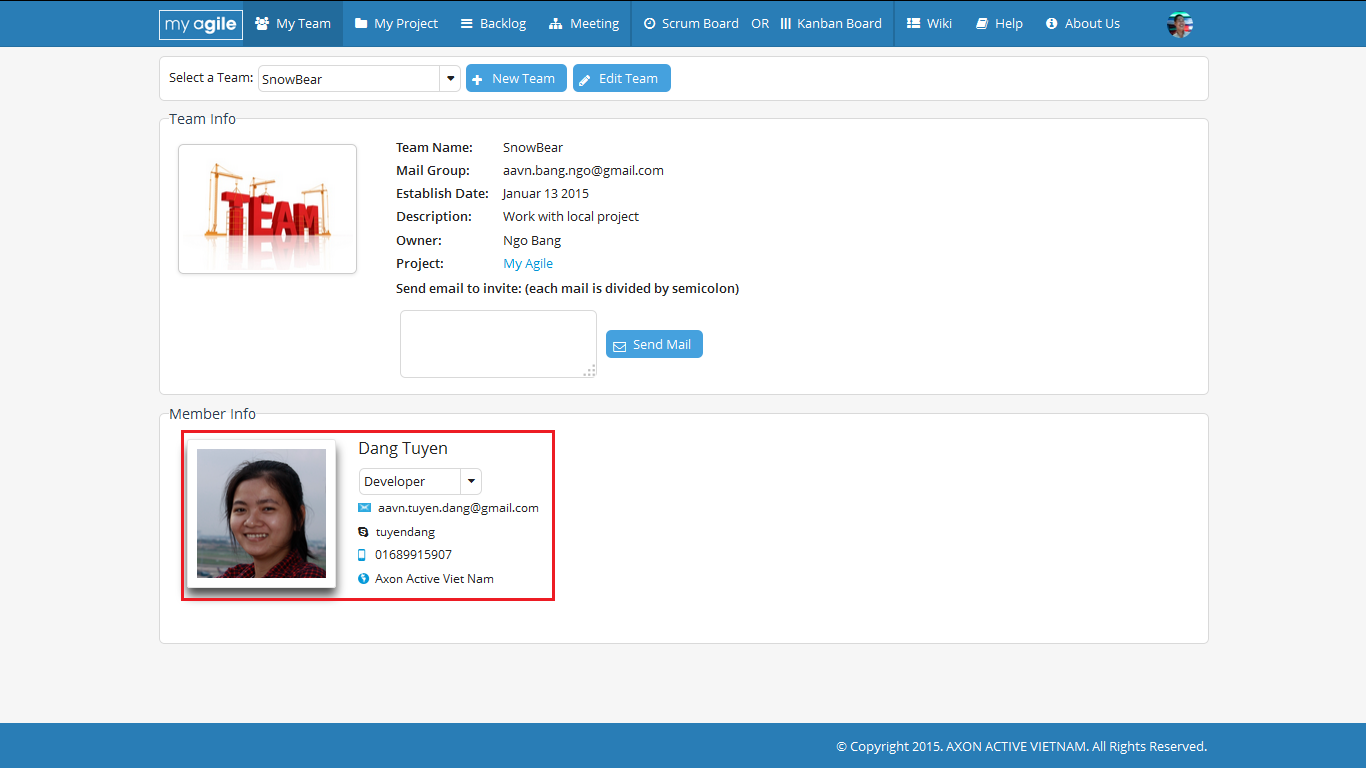 my agile My Team My Project Backlog Meeting Scrum Board OR Kanban Board Wiki Help About Us
Select a Team: SnowBear New Team Edit Team
Team Info
TEAM
Team Name: SnowBear
Mail Group: aavn.bang.ngo@gmail.com
Establish Date: Januar 13 2015
Description: Work with local project
Owner: Ngo Bang
Project: My Agile
Send email to invite: (each mail is divided by semicolon)
Send Mail
Member Info
Dang Tuyen
Developer
aavn.tuyen.dang@gmail.com
tuyendang
01689915907
Axon Active Viet Nam
© Copyright 2015. AXON ACTIVE VIETNAM. All Rights Reserved.